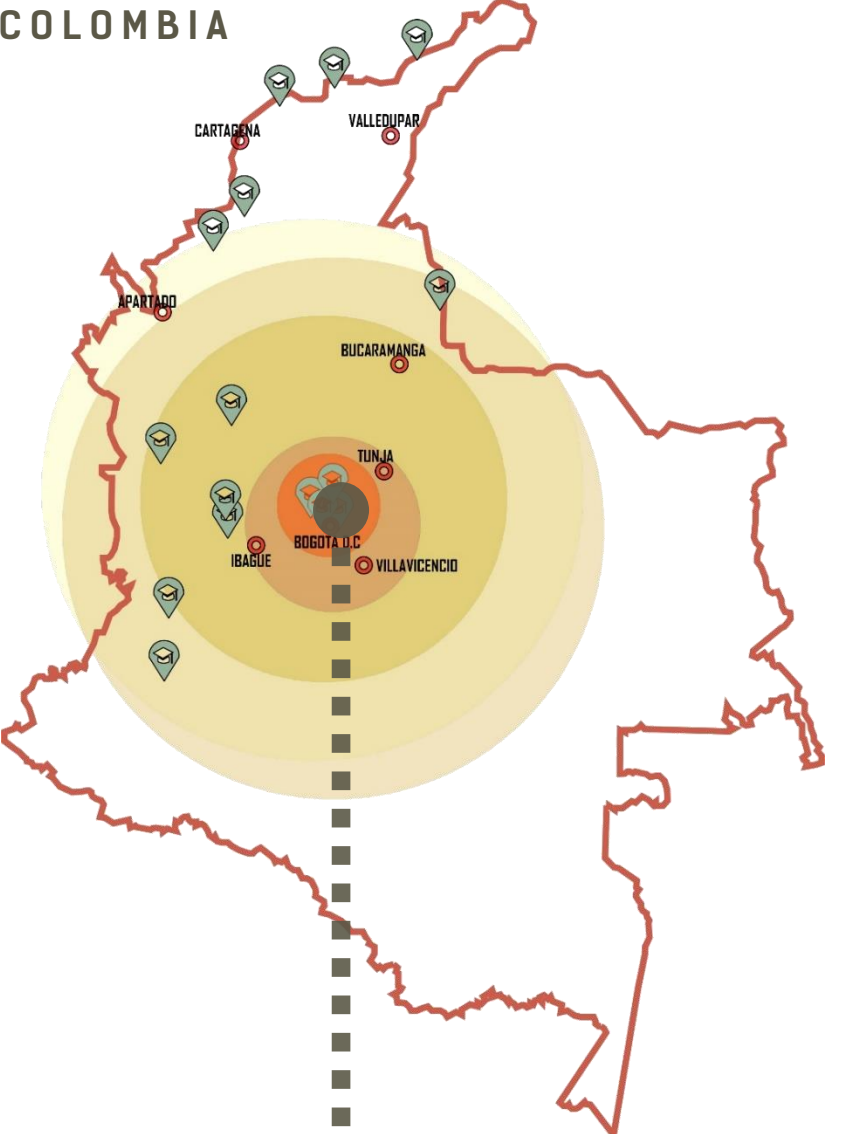 COLOMBIA
VALLEDUPAR
CARTAGENA
APARTADO
BUCARAMANGA
TUNJA
BOGOTA D.C
IBAGUE
VILLAVICENCIO